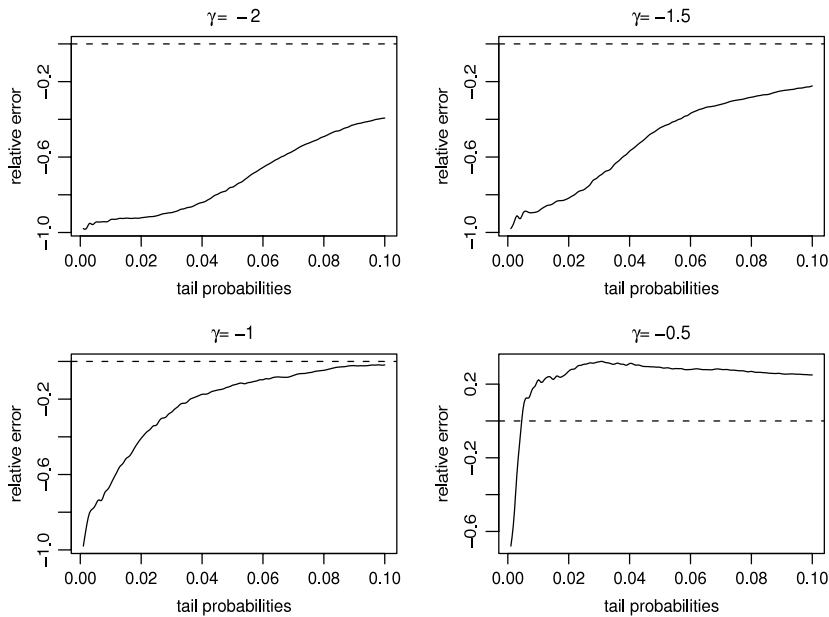 γ= −2
relative error
−0.2
−0.6
−1.0
0.00 0.02 0.04 0.06 0.08 0.10
tail probabilities
γ= −1.5
relative error
−0.2
−0.6
−1.0
0.00 0.02 0.04 0.06 0.08 0.10
tail probabilities
γ= −1
relative error
−0.2
−0.6
−1.0
0.00 0.02 0.04 0.06 0.08 0.10
tail probabilities
γ= −0.5
relative error
0.2
−0.2
−0.6
0.00 0.02 0.04 0.06 0.08 0.10
tail probabilities